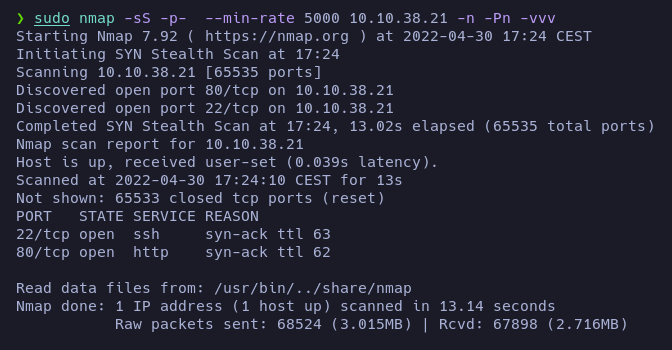 ❯ sudo nmap -sS -p-  --min-rate 5000 10.10.38.21 -n -Pn -vvv
Starting Nmap 7.92 ( https://nmap.org ) at 2022-04-30 17:24 CEST
Initiating SYN Stealth Scan at 17:24
Scanning 10.10.38.21 [65535 ports]
Discovered open port 80/tcp on 10.10.38.21
Discovered open port 22/tcp on 10.10.38.21
Completed SYN Stealth Scan at 17:24, 13.02s elapsed (65535 total ports)
Nmap scan report for 10.10.38.21
Host is up, received user-set (0.039s latency).
Scanned at 2022-04-30 17:24:10 CEST for 13s
Not shown: 65533 closed tcp ports (reset)
PORT   STATE SERVICE REASON
22/tcp open  ssh     syn-ack ttl 63
80/tcp open  http    syn-ack ttl 62

Read data files from: /usr/bin/../share/nmap
Nmap done: 1 IP address (1 host up) scanned in 13.14 seconds
           Raw packets sent: 68524 (3.015MB) | Rcvd: 67898 (2.716MB)